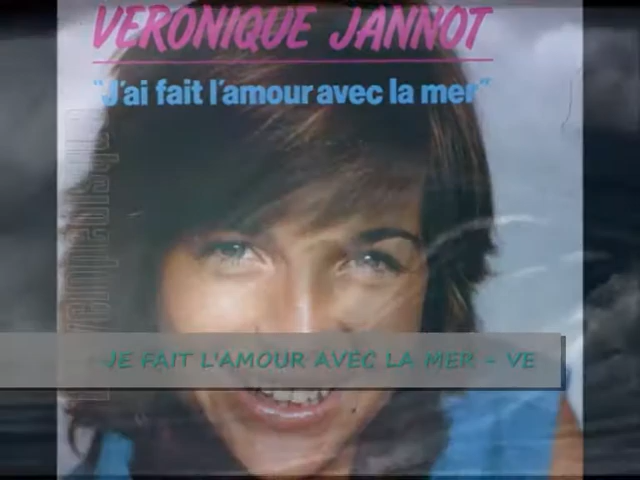 VERONIQUE JANNOT
"J'ai fait l'amour avec la mer"
JE FAIT L'AMOUR AVEC LA MER - VE